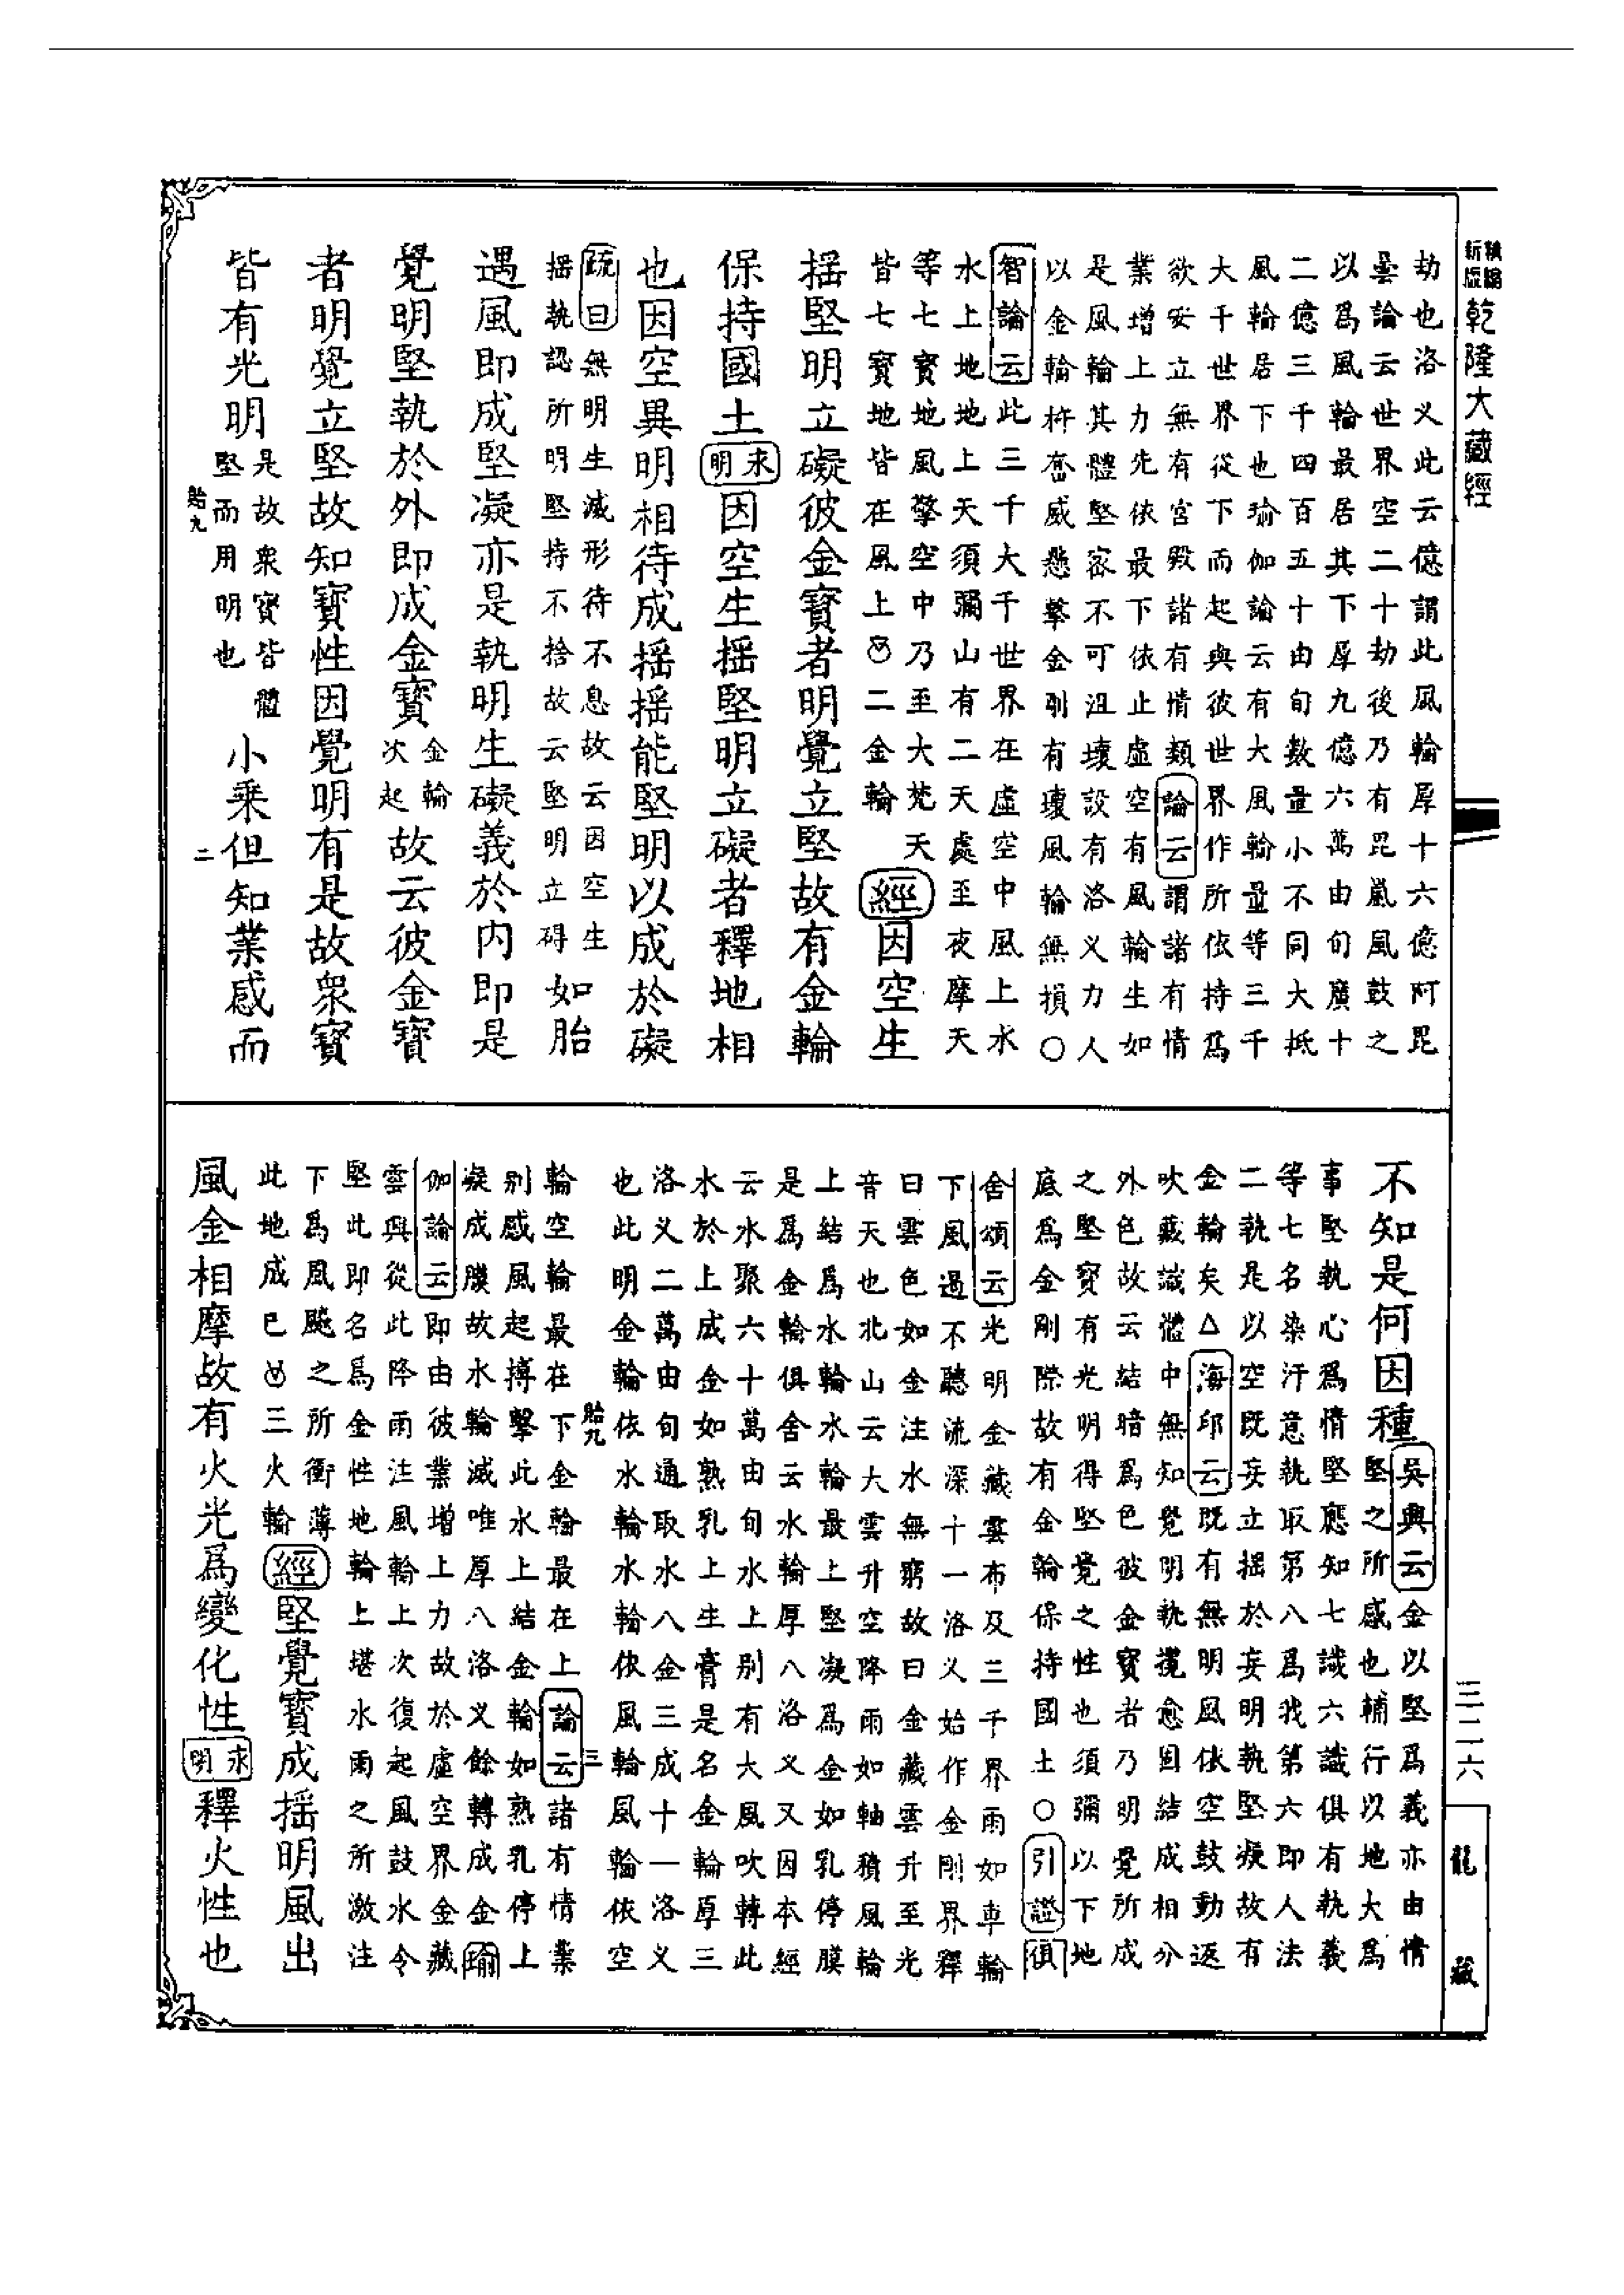 新版
乾隆大藏經
劫也洛义此云億謂此風輪厚十六億阿毘
曇論云世界空二十劫後乃有毘嵐風鼓之
以爲風輪最居其下厚九億六萬由旬廣十
二億三千四百五十由旬數量小不同大抵
風輪居下也瑜伽論云有大風輪量等三千
大千世界從下而起與彼世界作所依持爲
欲安立無有宮殿諸有情類論云謂諸有情
業增上力先依最下依止虛空有風輪生如
是風輪其體堅密不可沮壞設有洛义力人
以金輪杵奮威懸擊金剛有壞風輪無損○
智論云此三千大千世界在虛空中風上水
水上地地上天須彌山有二天處至夜摩天
等七寶地風擎空中乃至大梵天
皆七寶地皆在風上二金輪 經因空生
搖堅明立礙彼金寶者明覺立堅故有金輪
保持國土求明因空生搖堅明立礙者釋地相
也因空異明相待成搖搖能堅明以成於礙
疏曰無明生滅形待不息故云因空生
搖執認所明堅持不捨故云堅明立碍 如胎
遇風即成堅凝亦是執明生礙義於内即是
覺明堅執於外即成金寶金輪次起故云彼金寶
者明覺立堅故知寶性因覺明有是故眾寶
皆有光明是故眾寶皆體堅而用明也小乘但知業感而
貽九 二
不知是何因種吳興云金以堅爲義亦由情
堅之所感也輔行以地大爲
事堅執心爲情堅應知七識六識俱有執義
等七名染汙意執取第八爲我第六即人法
二執是以空既妄立搖於妄明執堅癡故有
金輪矣△海印云既有無明風依空鼓動返
吹藏識體中無知覺明執攬愈固結成相分
外色故云結暗爲色彼金寶者乃明覺所成
之堅寶有光明得堅覺之性也須彌以下地
底爲金剛際故有金輪保持國土○引證俱
舍頌云光明金藏雲布及三千界雨如車輪
下風遏不聽流深十一洛义始作金剛界釋
曰雲色如金注水無窮故曰金藏雲升至光
音天也北山云大雲升空降雨如軸積風輪
上結爲水輪水輪最上堅凝爲金如乳停膜
是爲金輪俱舍云水輪厚八洛义又因本經
云水聚六十萬由旬水上别有大風吹轉此
水於上成金如熟乳上生膏是名金輪厚三
洛义二萬由旬通取水八金三成十一洛义
也此明金輪依水輪水輪依風輪風輪依空
貽九 三
輪空輪最在下金輪最在上論云諸有情業
别感風起搏擊此水上結金輪如熟乳停上
凝成膜故水輪減唯厚八洛义餘轉成金瑜
伽論云即由彼業增上力故於虛空界金藏
雲興從此降雨注風輪上次復起風鼓水令
堅此即名爲金性地輪上堪水雨之所激注
下爲風飈之所衝薄
此地成已三火輪 經堅覺寶成搖明風出
風金相摩故有火光爲變化性求明釋火性也
三二六
龍藏